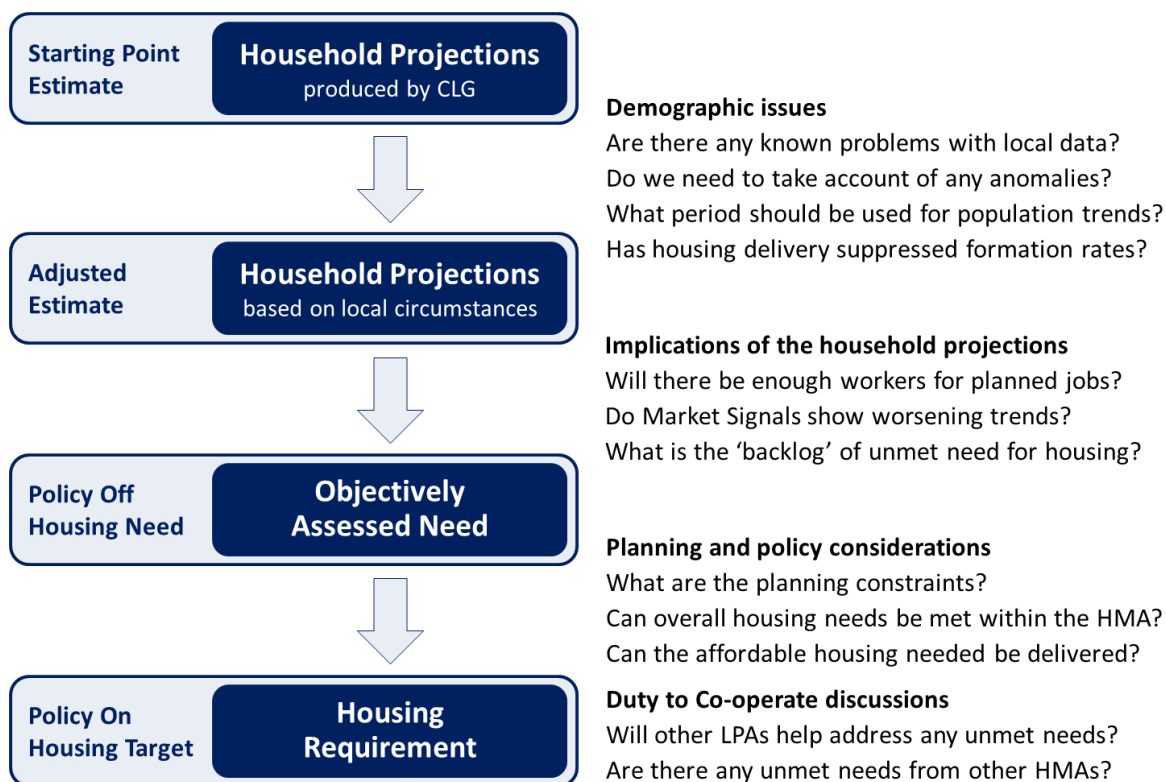 Starting Point
Estimate
Household Projections
produced by CLG
Demographic issues
Are there any known problems with local data?
Do we need to take account of any anomalies?
What period should be used for population trends?
Has housing delivery suppressed formation rates?
Adjusted
Estimate
Household Projections
based on local circumstances
Implications of the household projections
Will there be enough workers for planned jobs?
Do Market Signals show worsening trends?
What is the ‘backlog’ of unmet need for housing?
Policy Off
Housing Need
Objectively
Assessed Need
Planning and policy considerations
What are the planning constraints?
Can overall housing needs be met within the HMA?
Can the affordable housing needed be delivered?
Policy On
Housing Target
Housing
Requirement
Duty to Co-operate discussions
Will other LPAs help address any unmet needs?
Are there any unmet needs from other HMAs?